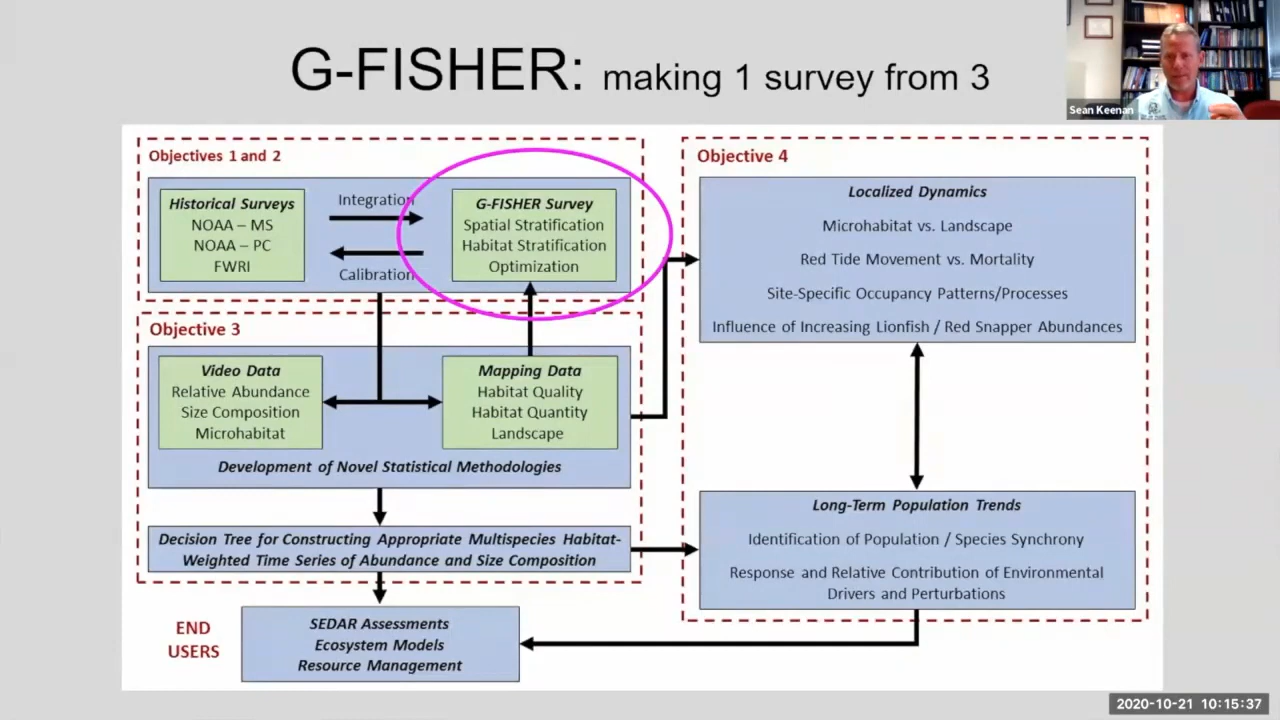 G-FISHER: making 1 survey from 3
Sean Keenan
Objectives 1 and 2
Historical Surveys
NOAA – MS
NOAA – PC
FWRI
Integration
Calibration
G-FISHER Survey
Spatial Stratification
Habitat Stratification
Optimization
Objective 3
Video Data
Relative Abundance
Size Composition
Microhabitat
Mapping Data
Habitat Quality
Habitat Quantity
Landscape
Development of Novel Statistical Methodologies
Decision Tree for Constructing Appropriate Multispecies Habitat-
Weighted Time Series of Abundance and Size Composition
END
USERS
SEDAR Assessments
Ecosystem Models
Resource Management
Objective 4
Localized Dynamics
Microhabitat vs. Landscape
Red Tide Movement vs. Mortality
Site-Specific Occupancy Patterns/Processes
Influence of Increasing Lionfish / Red Snapper Abundances
Long-Term Population Trends
Identification of Population / Species Synchrony
Response and Relative Contribution of Environmental
Drivers and Perturbations
2020-10-21 10:15:37